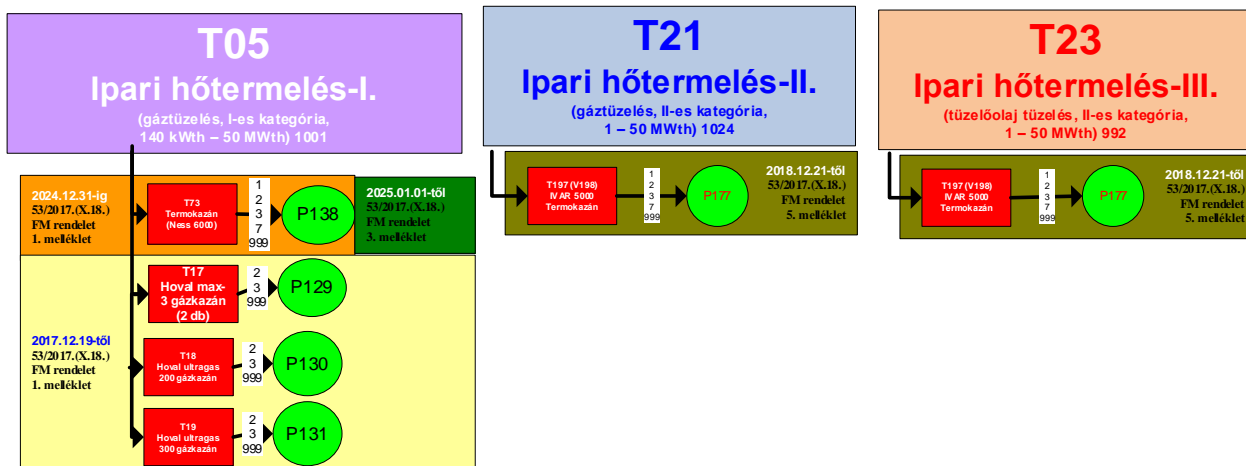 T05
Ipari hőtermelés-I.
(gáztüzelés, I-es kategória,
140 kWth – 50 MWth) 1001
2024.12.31-ig
53/2017.(X.18.)
FM rendelet
1. melléklet
T73
Termokazán
(Ness 6000)
1
2
3
7
999
P138
2025.01.01-től
53/2017.(X.18.)
FM rendelet
3. melléklet
T17
Hoval max-
3 gázkazán
(2 db)
2
3
999
P129
2017.12.19-től
53/2017.(X.18.)
FM rendelet
1. melléklet
T18
Hoval ultragas
200 gázkazán
2
3
999
P130
T19
Hoval ultragas
300 gázkazán
2
3
999
P131
T21
Ipari hőtermelés-II.
(gáztüzelés, II-es kategória,
1 – 50 MWth) 1024
T197 (V198)
IVAR 5000
Termokazán
1
2
3
7
999
P177
2018.12.21-től
53/2017.(X.18.)
FM rendelet
5. melléklet
T23
Ipari hőtermelés-III.
(tüzelőolaj tüzelés, II-es kategória,
1 – 50 MWth) 992
T197 (V198)
IVAR 5000
Termokazán
1
2
3
7
999
P177
2018.12.21-től
53/2017.(X.18.)
FM rendelet
5. melléklet